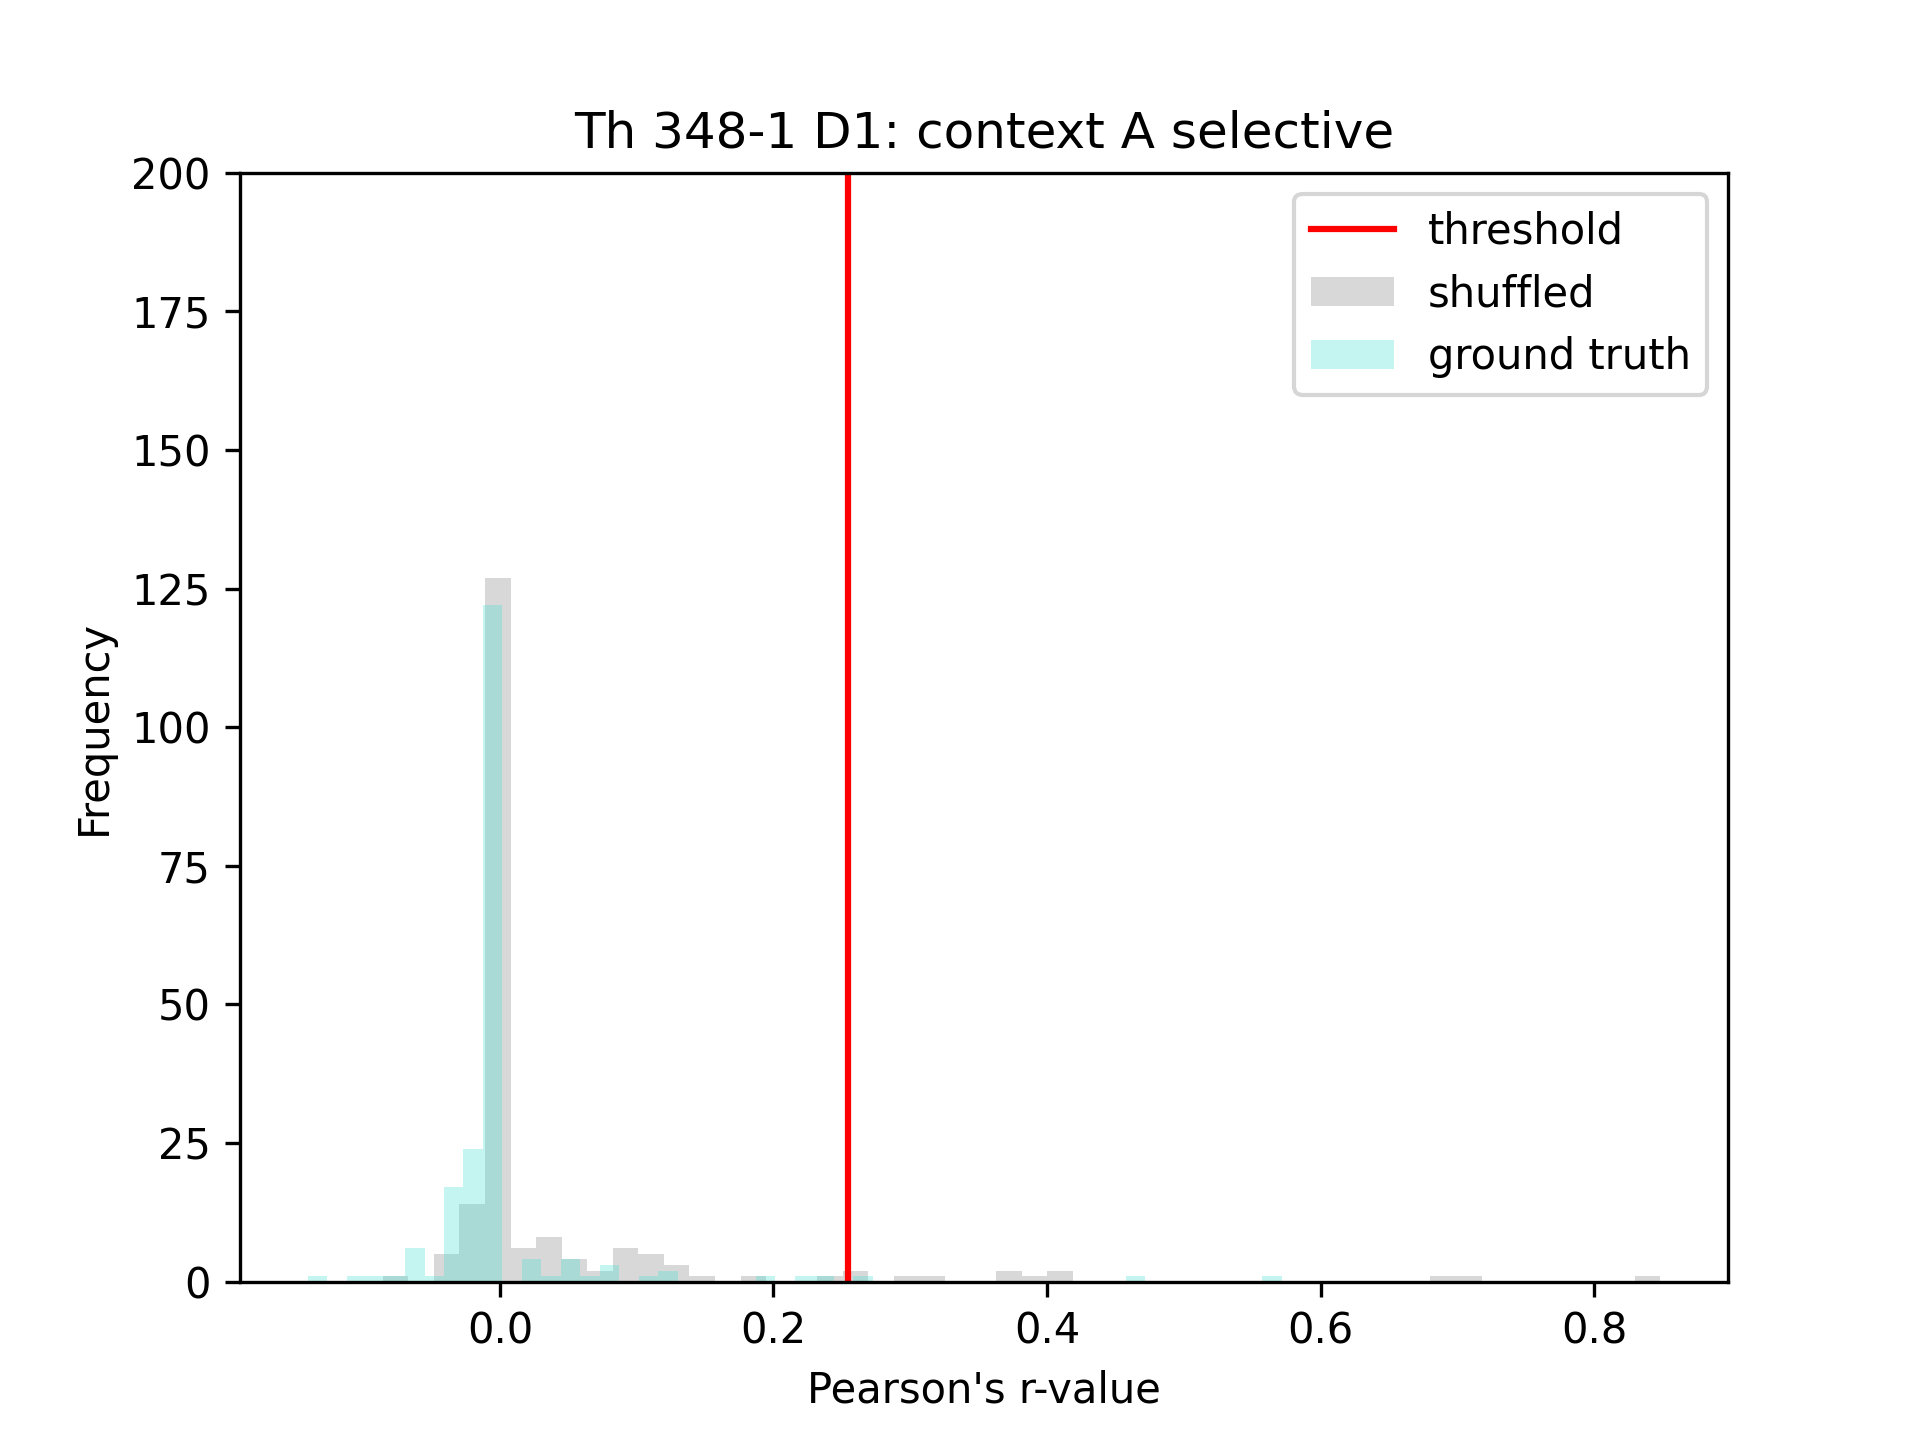 Th 348-1 D1: context A selective
200
175
150
125
100
75
50
25
0
Frequency
threshold
shuffled
ground truth
0.0 0.2 0.4 0.6 0.8
Pearson's r-value